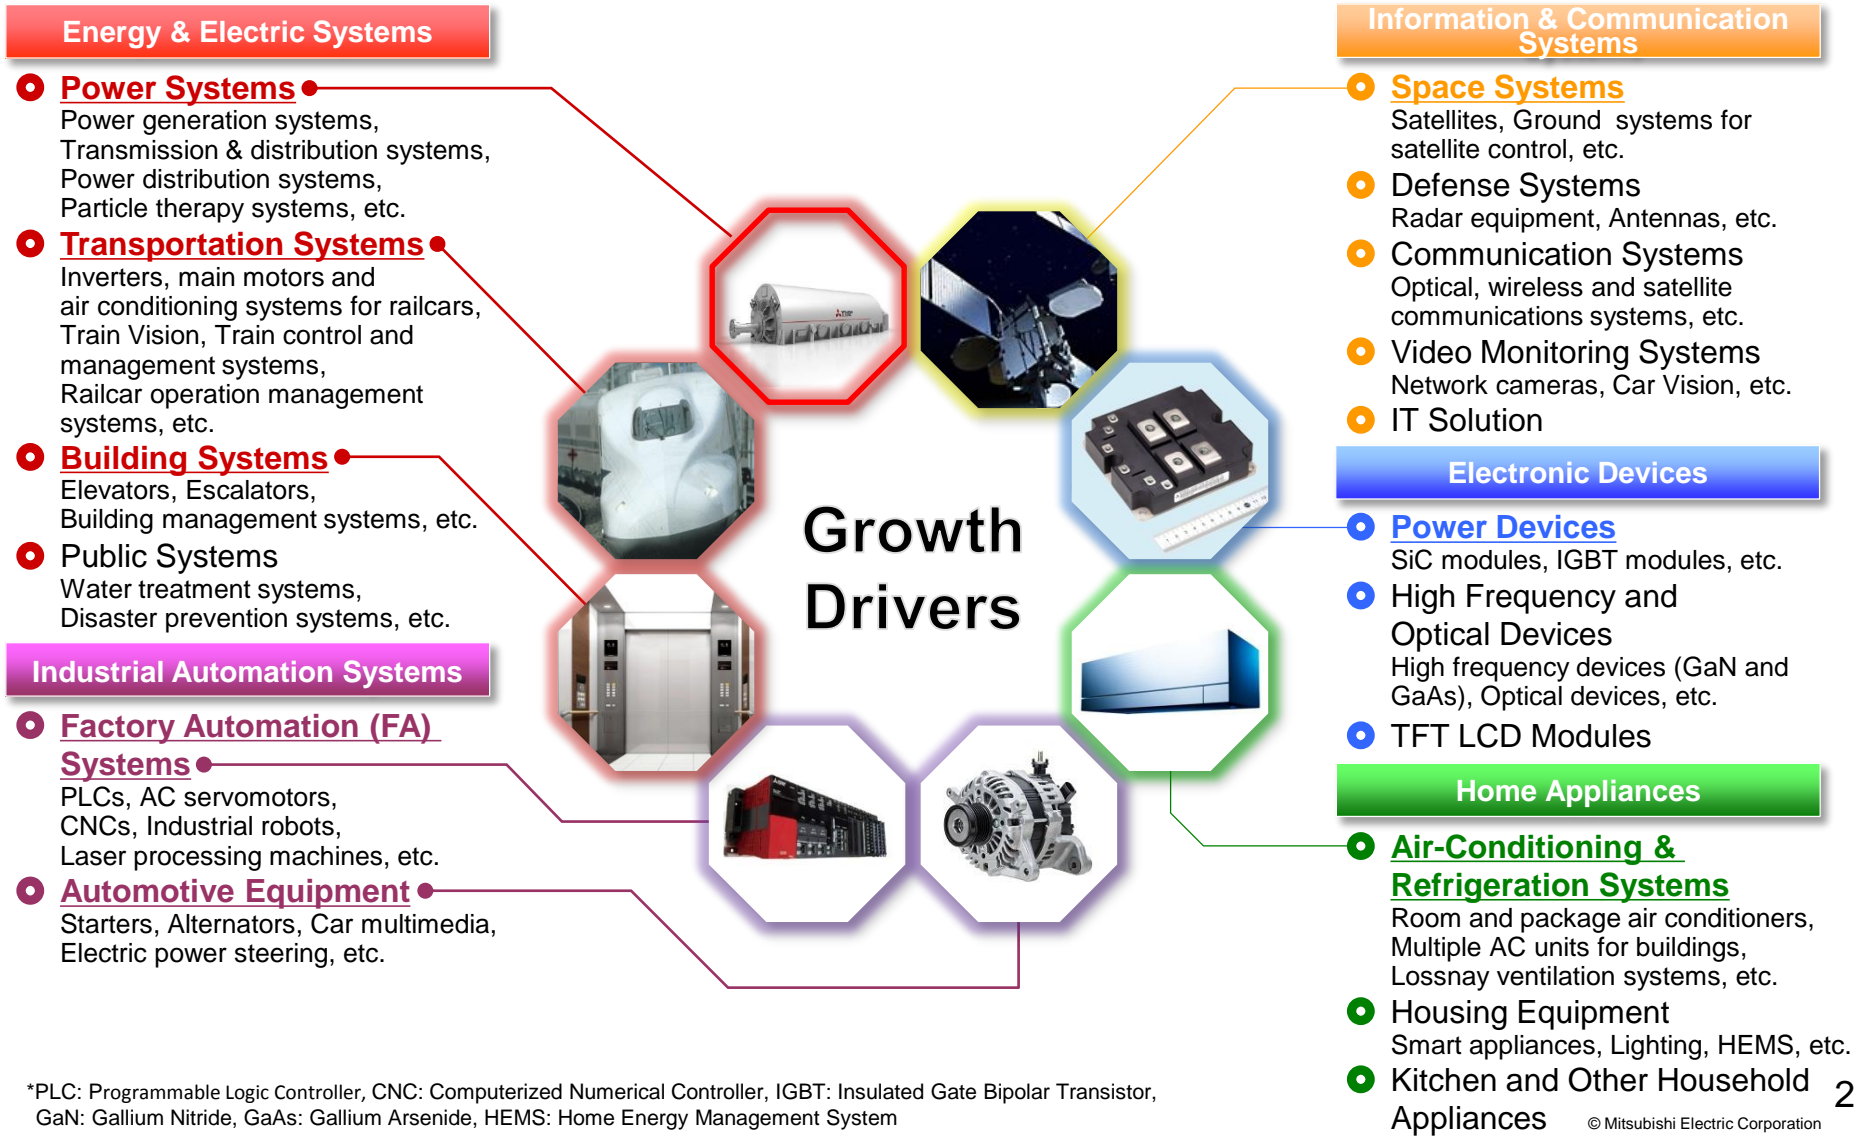 Energy & Electric Systems
Power Systems
Power generation systems,
Transmission & distribution systems,
Power distribution systems,
Particle therapy systems, etc.
Transportation Systems
Inverters, main motors and
air conditioning systems for railcars,
Train Vision, Train control and
management systems,
Railcar operation management
systems, etc.
Building Systems
Elevators, Escalators,
Building management systems, etc.
Public Systems
Water treatment systems,
Disaster prevention systems, etc.
Industrial Automation Systems
Factory Automation (FA)
Systems
PLCs, AC servomotors,
CNCs, Industrial robots,
Laser processing machines, etc.
Automotive Equipment
Starters, Alternators, Car multimedia,
Electric power steering, etc.
Growth
Drivers
Information & Communication
Systems
Space Systems
Satellites, Ground systems for
satellite control, etc.
Defense Systems
Radar equipment, Antennas, etc.
Communication Systems
Optical, wireless and satellite
communications systems, etc.
Video Monitoring Systems
Network cameras, Car Vision, etc.
IT Solution
Electronic Devices
Power Devices
SiC modules, IGBT modules, etc.
High Frequency and
Optical Devices
High frequency devices (GaN and
GaAs), Optical devices, etc.
TFT LCD Modules
Home Appliances
Air-Conditioning &
Refrigeration Systems
Room and package air conditioners,
Multiple AC units for buildings,
Lossnay ventilation systems, etc.
Housing Equipment
Smart appliances, Lighting, HEMS, etc.
Kitchen and Other Household
Appliances
*PLC: Programmable Logic Controller, CNC: Computerized Numerical Controller, IGBT: Insulated Gate Bipolar Transistor,
GaN: Gallium Nitride, GaAs: Gallium Arsenide, HEMS: Home Energy Management System
2
© Mitsubishi Electric Corporation